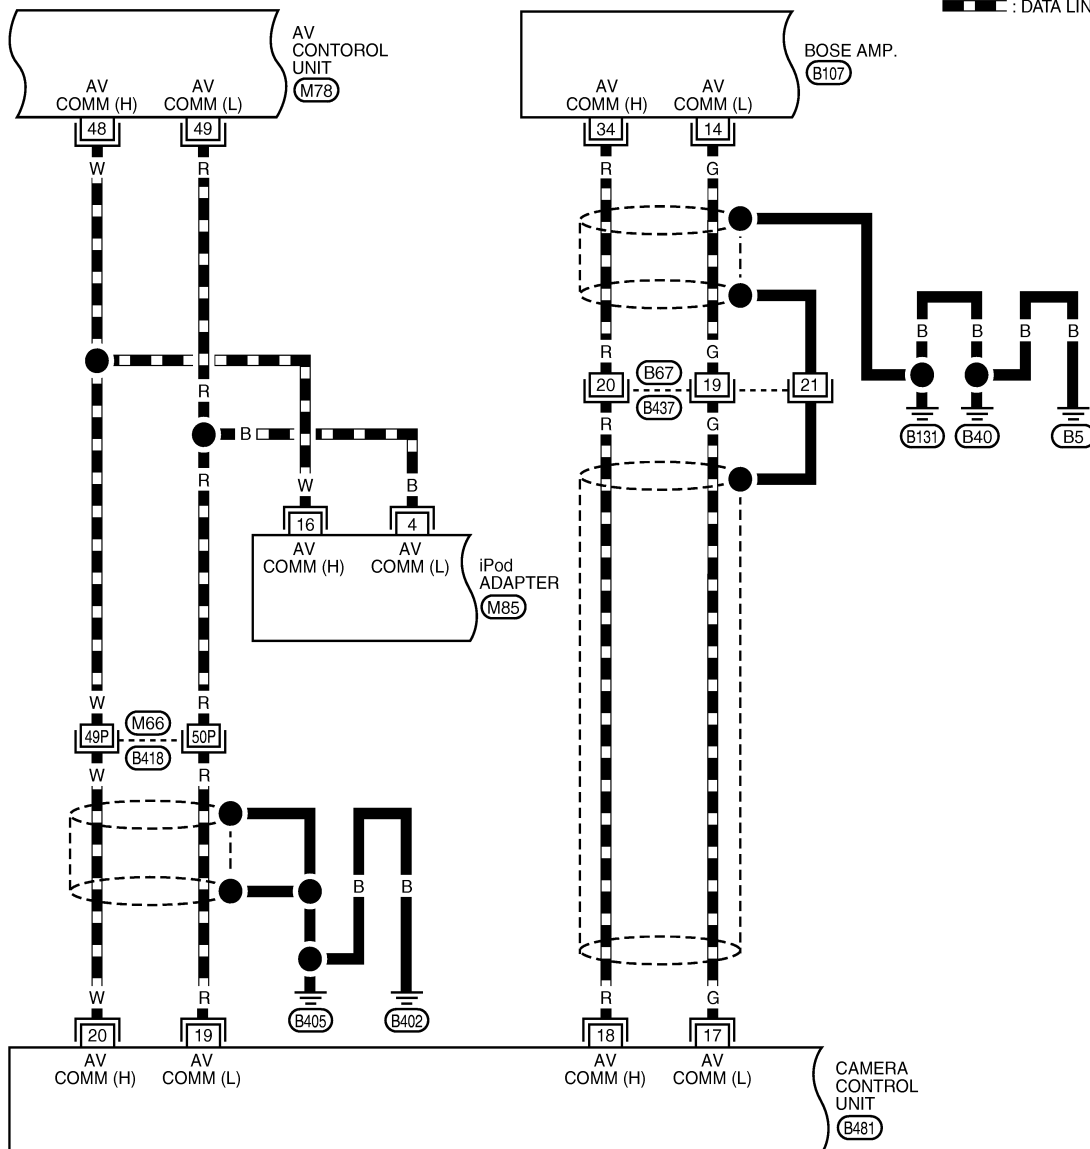 : DATA LIN
AV
CONTOROL
UNIT
M78
BOSE AMP.
B107
AV
COMM (H)
AV
COMM (L)
AV
COMM (H)
AV
COMM (L)
48
49
34
14
W
R
R
G
B
B
B
B
R
G
R
B67
20
19
21
B437
B131
B40
B5
B
R
G
R
W
B
16
4
AV
COMM (H)
AV
COMM (L)
iPod
ADAPTER
M85
W
R
M66
49P
50P
B418
W
R
B
B
W
R
R
G
B405
B402
20
19
18
17
AV
COMM (H)
AV
COMM (L)
AV
COMM (H)
AV
COMM (L)
CAMERA
CONTROL
UNIT
B481